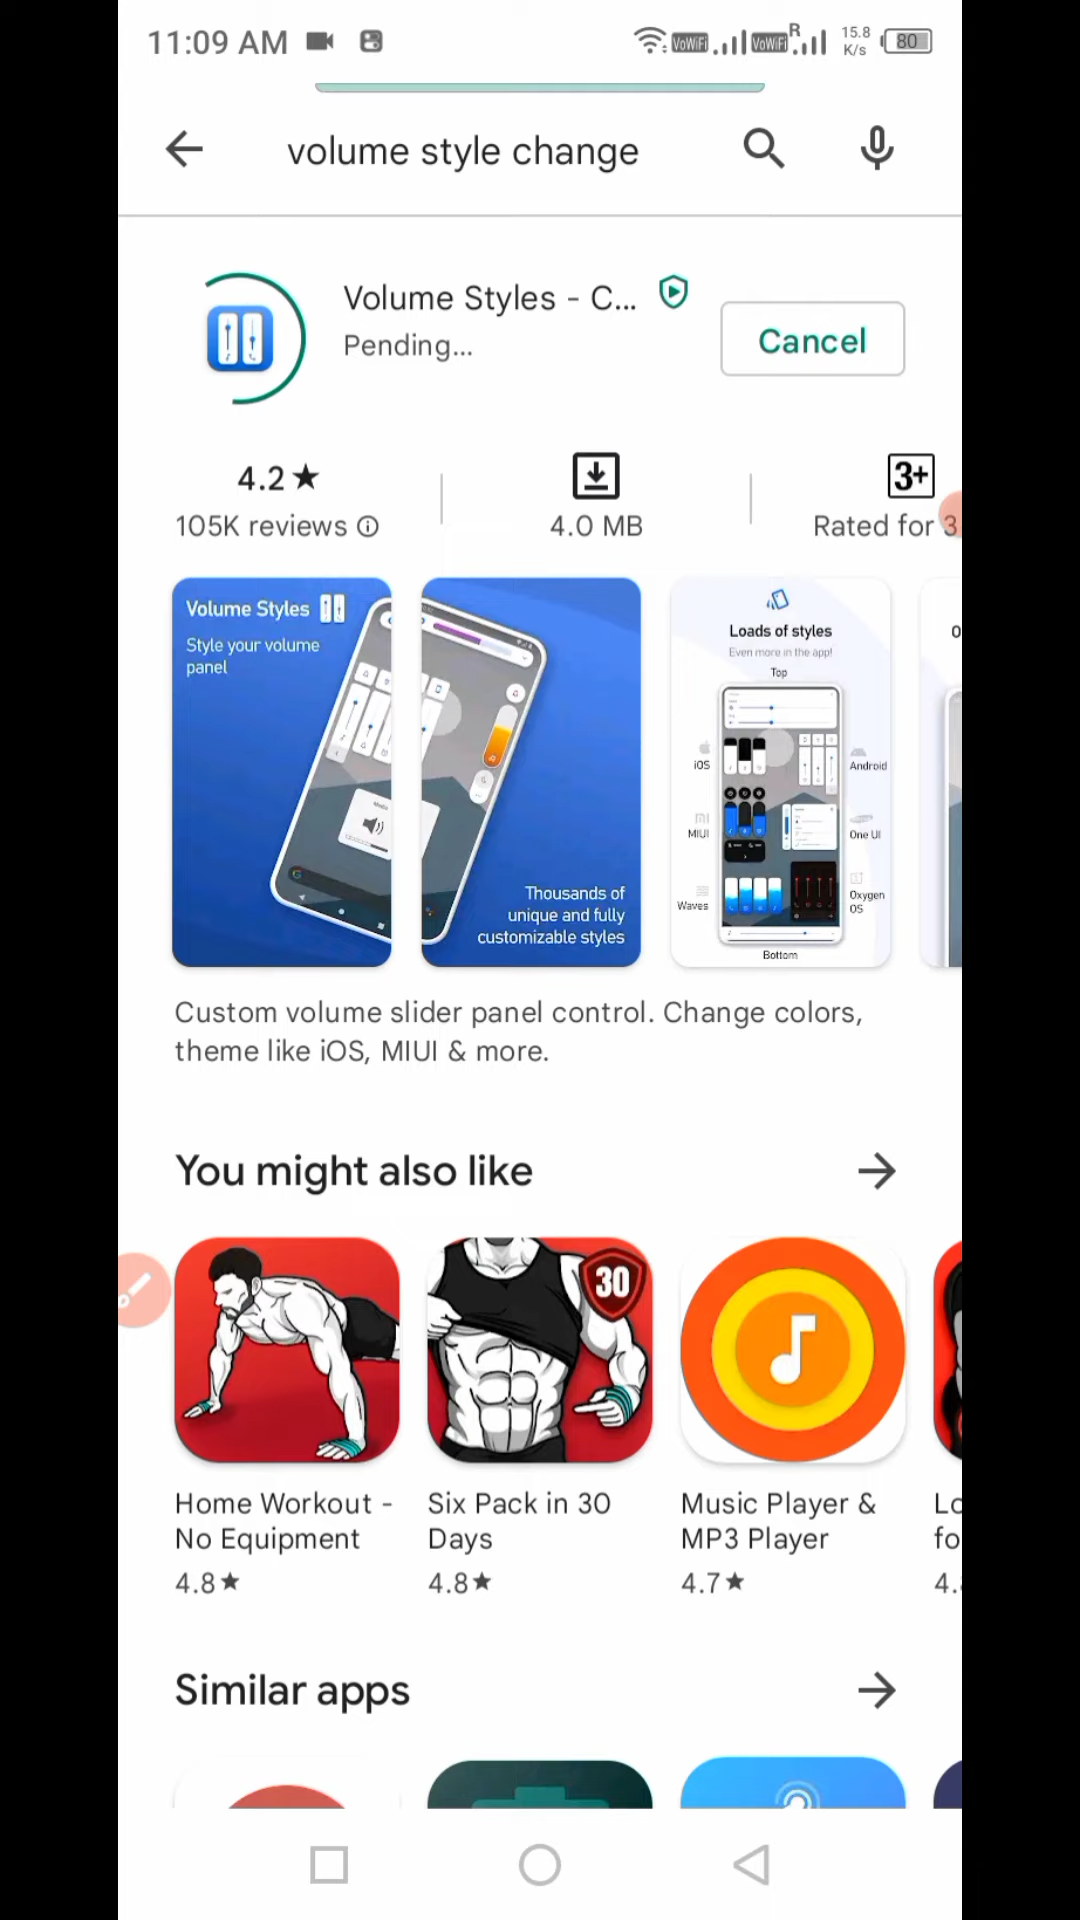 11:09 AM
VoWiFi
VoWiFi
R
15.8
K/s
80
volume style change
Volume Styles - C...
Pending...
Cancel
4.2★
105K reviews
4.0 MB
3+
Rated for 3
Volume Styles
Style your volume
panel
Thousands of
unique and fully
customizable styles
Loads of styles
Even more in the app!
Top
iOS
Android
MIUI
One UI
Waves
Oxygen
OS
Bottom
Custom volume slider panel control. Change colors,
theme like iOS, MIUI & more.
You might also like
30
Home Workout -
No Equipment
4.8★
Six Pack in 30
Days
4.8★
Music Player &
MP3 Player
4.7★
Similar apps